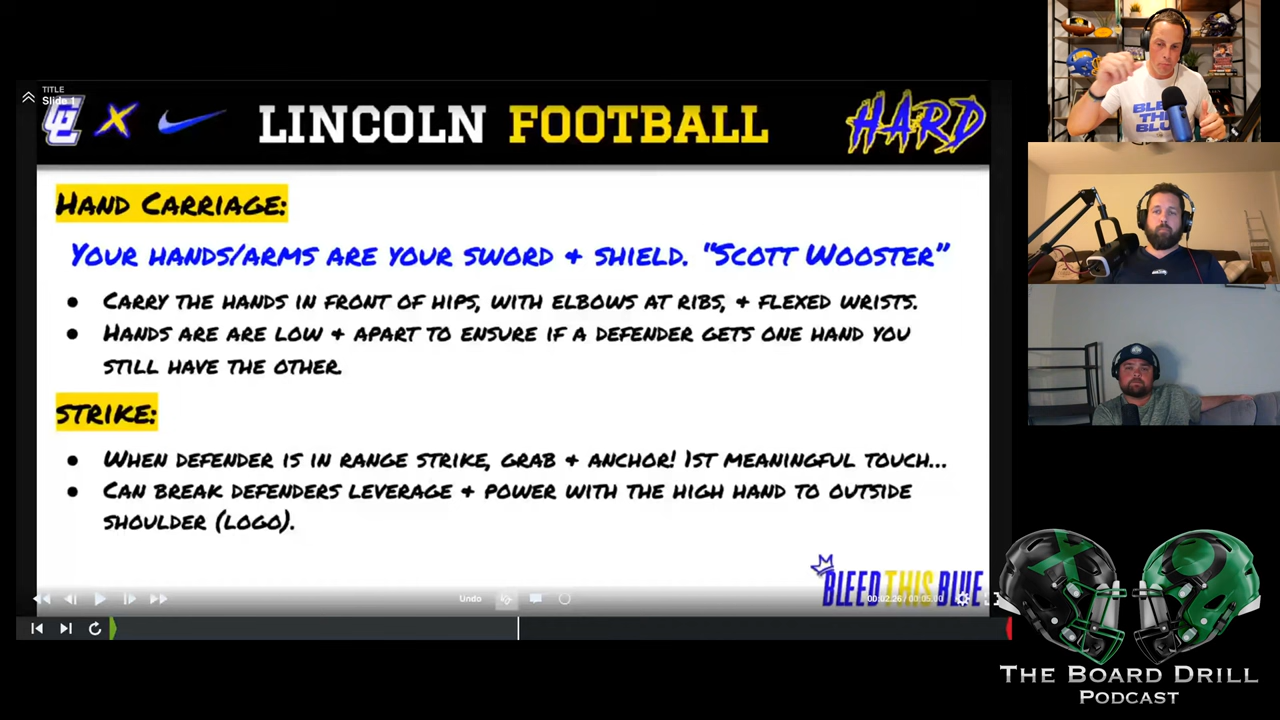 TITLE
Slide 1
LINCOLN FOOTBALL
HARD
HAND CARRIAGE:
YOUR HANDS/ARMS ARE YOUR SWORD & SHIELD. "SCOTT WOOSTER"
• CARRY THE HANDS IN FRONT OF HIPS, WITH ELBOWS AT RIBS, & FLEXED WRISTS.
• HANDS ARE ARE LOW & APART TO ENSURE IF A DEFENDER GETS ONE HAND YOU
STILL HAVE THE OTHER.
STRIKE:
• WHEN DEFENDER IS IN RANGE STRIKE, GRAB & ANCHOR! 1ST MEANINGFUL TOUCH...
• CAN BREAK DEFENDERS LEVERAGE & POWER WITH THE HIGH HAND TO OUTSIDE
SHOULDER (LOGO).
BLEED THIS BLUE
Undo
THE BOARD DRILL
PODCAST